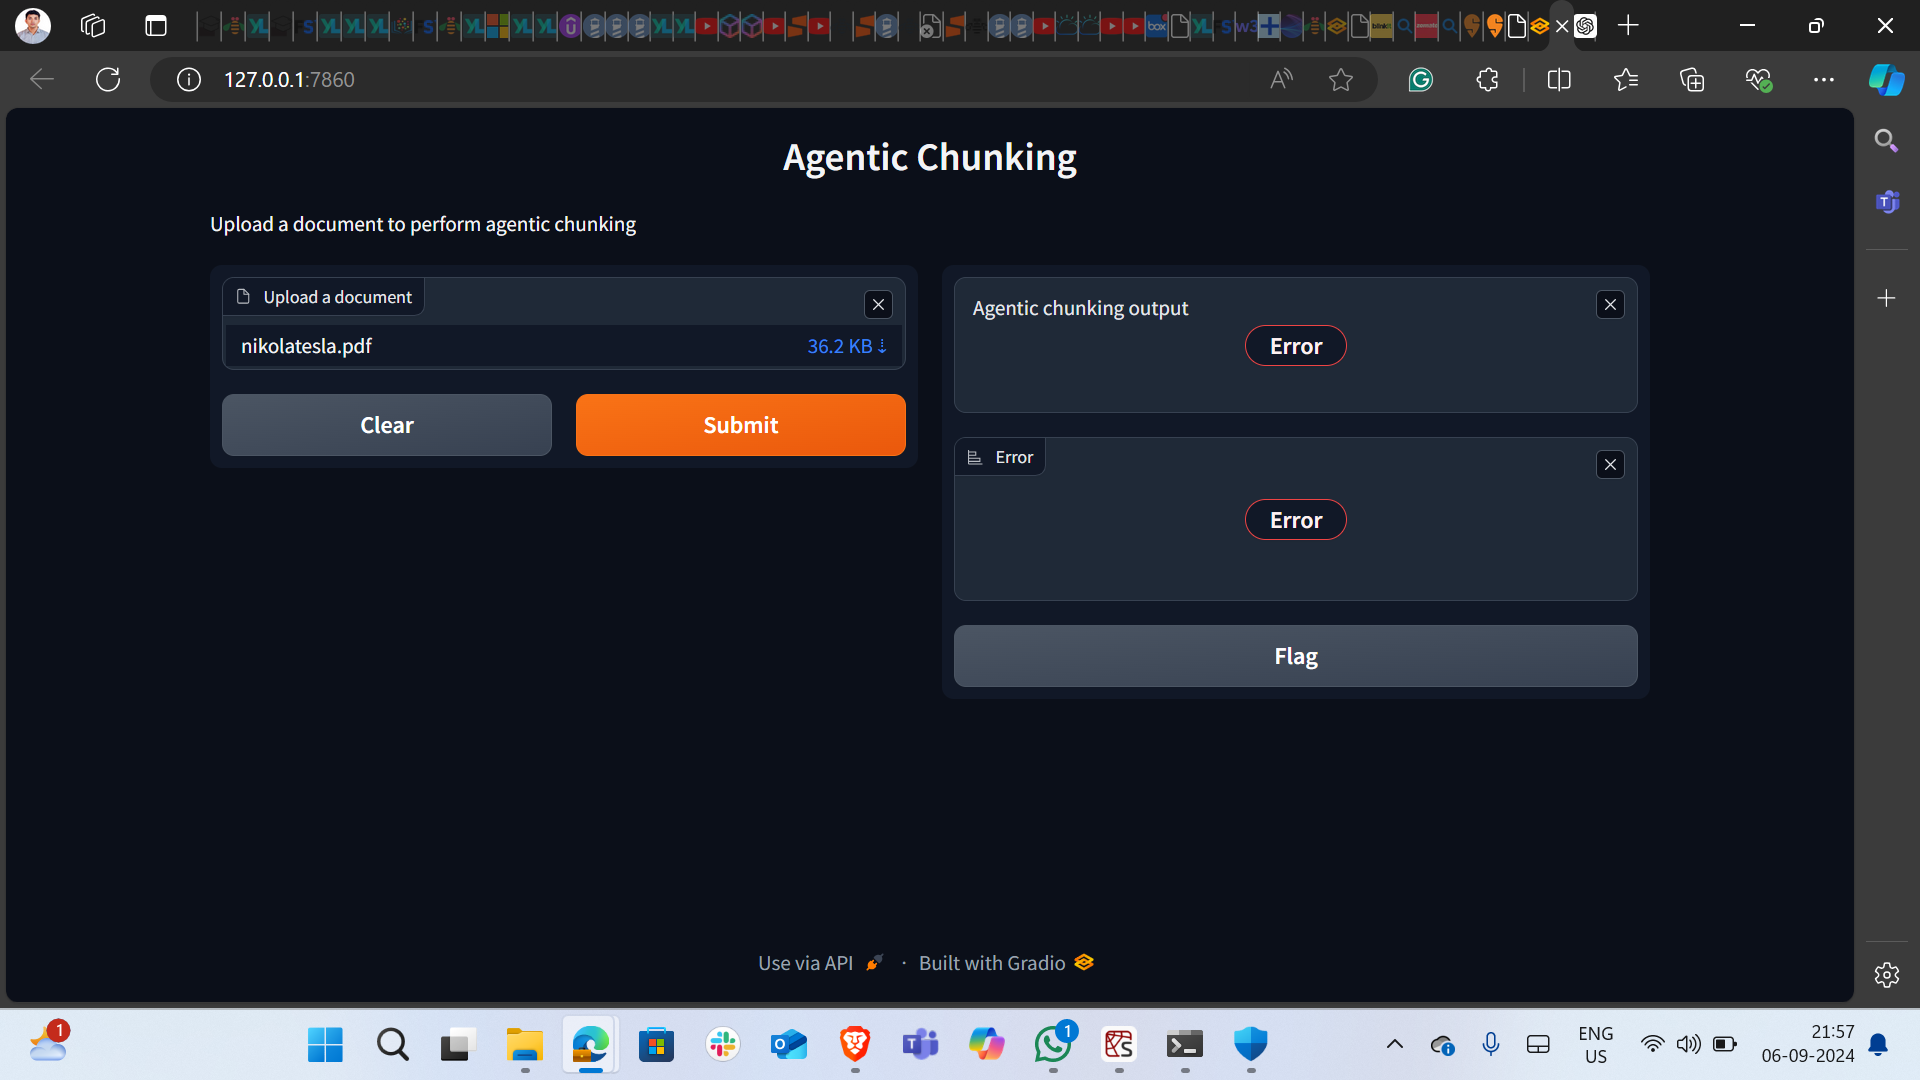 127.0.0.1:7860
Agentic Chunking
Upload a document to perform agentic chunking
Upload a document
nikolatesla.pdf
36.2 KB ⇣
Clear
Submit
Agentic chunking output
Error
Error
Error
Flag
Use via API
·
Built with Gradio
1
1
ENG
US
21:57
06-09-2024